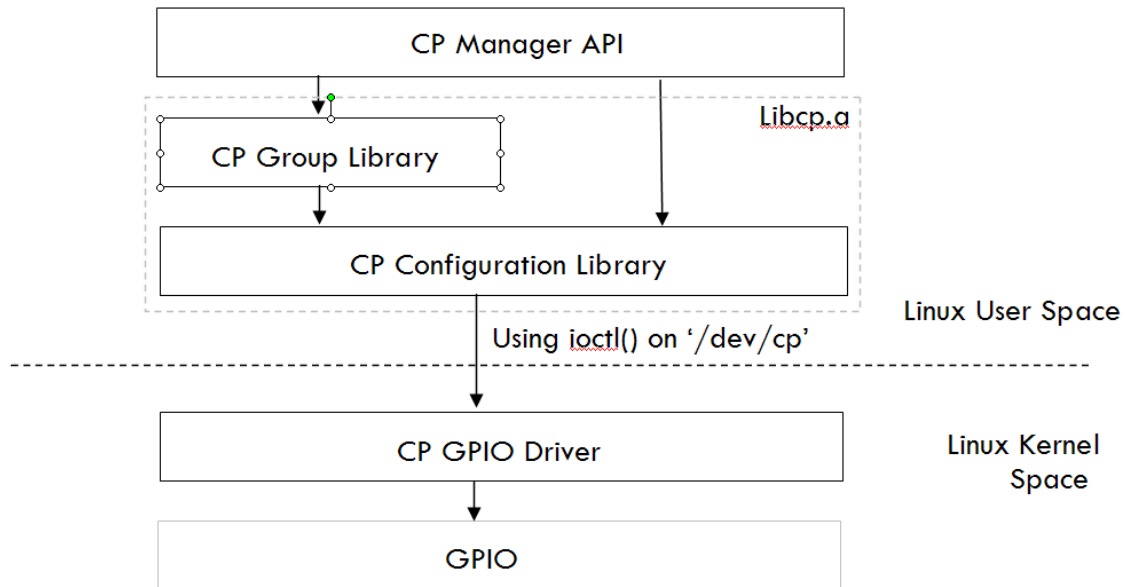 CP Manager API
Libcp.a
CP Group Library
CP Configuration Library
Linux User Space
Using ioctl() on ‘/dev/cp’
CP GPIO Driver
Linux Kernel
Space
GPIO